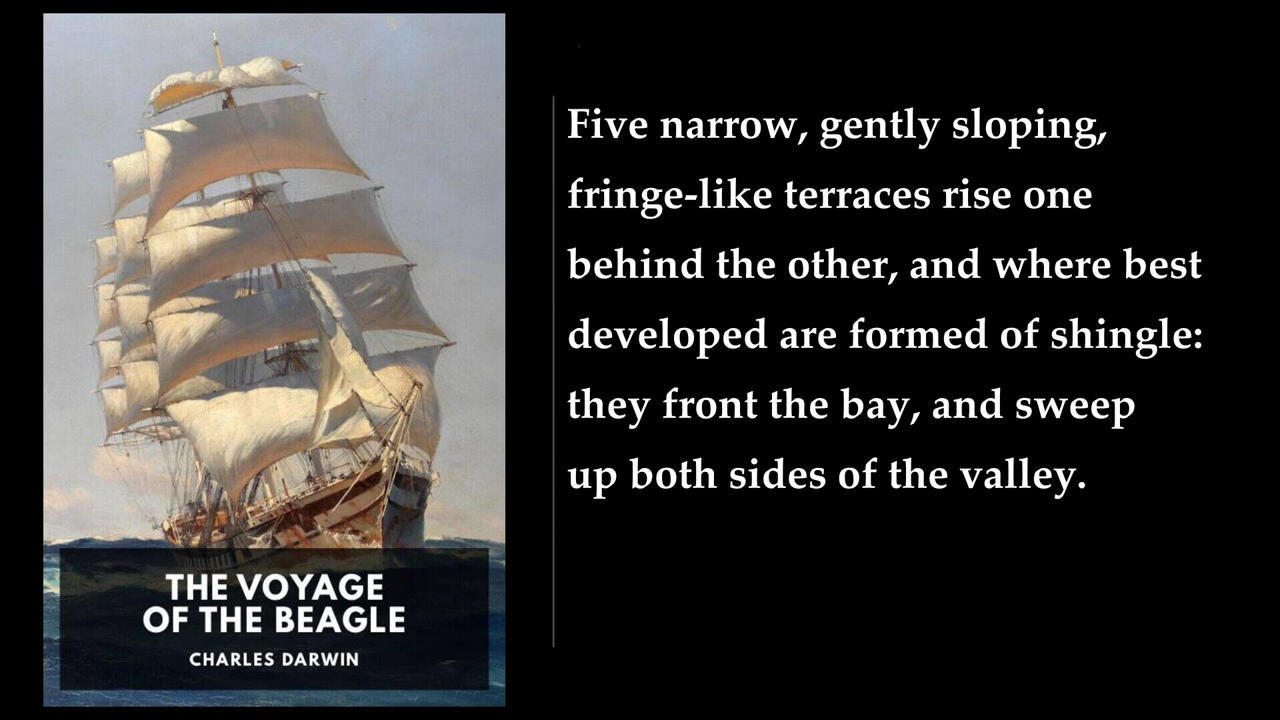 THE VOYAGE
OF THE BEAGLE
CHARLES DARWIN
Five narrow, gently sloping,
fringe-like terraces rise one
behind the other, and where best
developed are formed of shingle:
they front the bay, and sweep
up both sides of the valley.